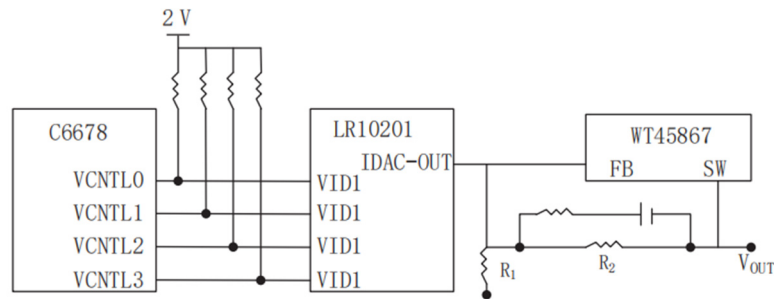 2 V
C6678
LR10201
WT45867
IDAC-OUT
FB
SW
VCNTL0
VID1
VCNTL1
VID1
VCNTL2
VID1
VCNTL3
VID1
R1
R2
VOUT